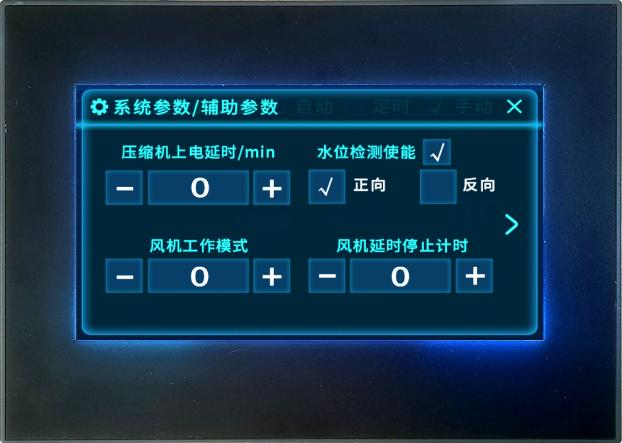 系统参数/辅助参数 自动 定时 √ 手动 ×
压缩机上电延时/min 水位检测使能 √
− 0 + √ 正向 反向
风机工作模式 风机延时停止计时
− 0 + − 0 +